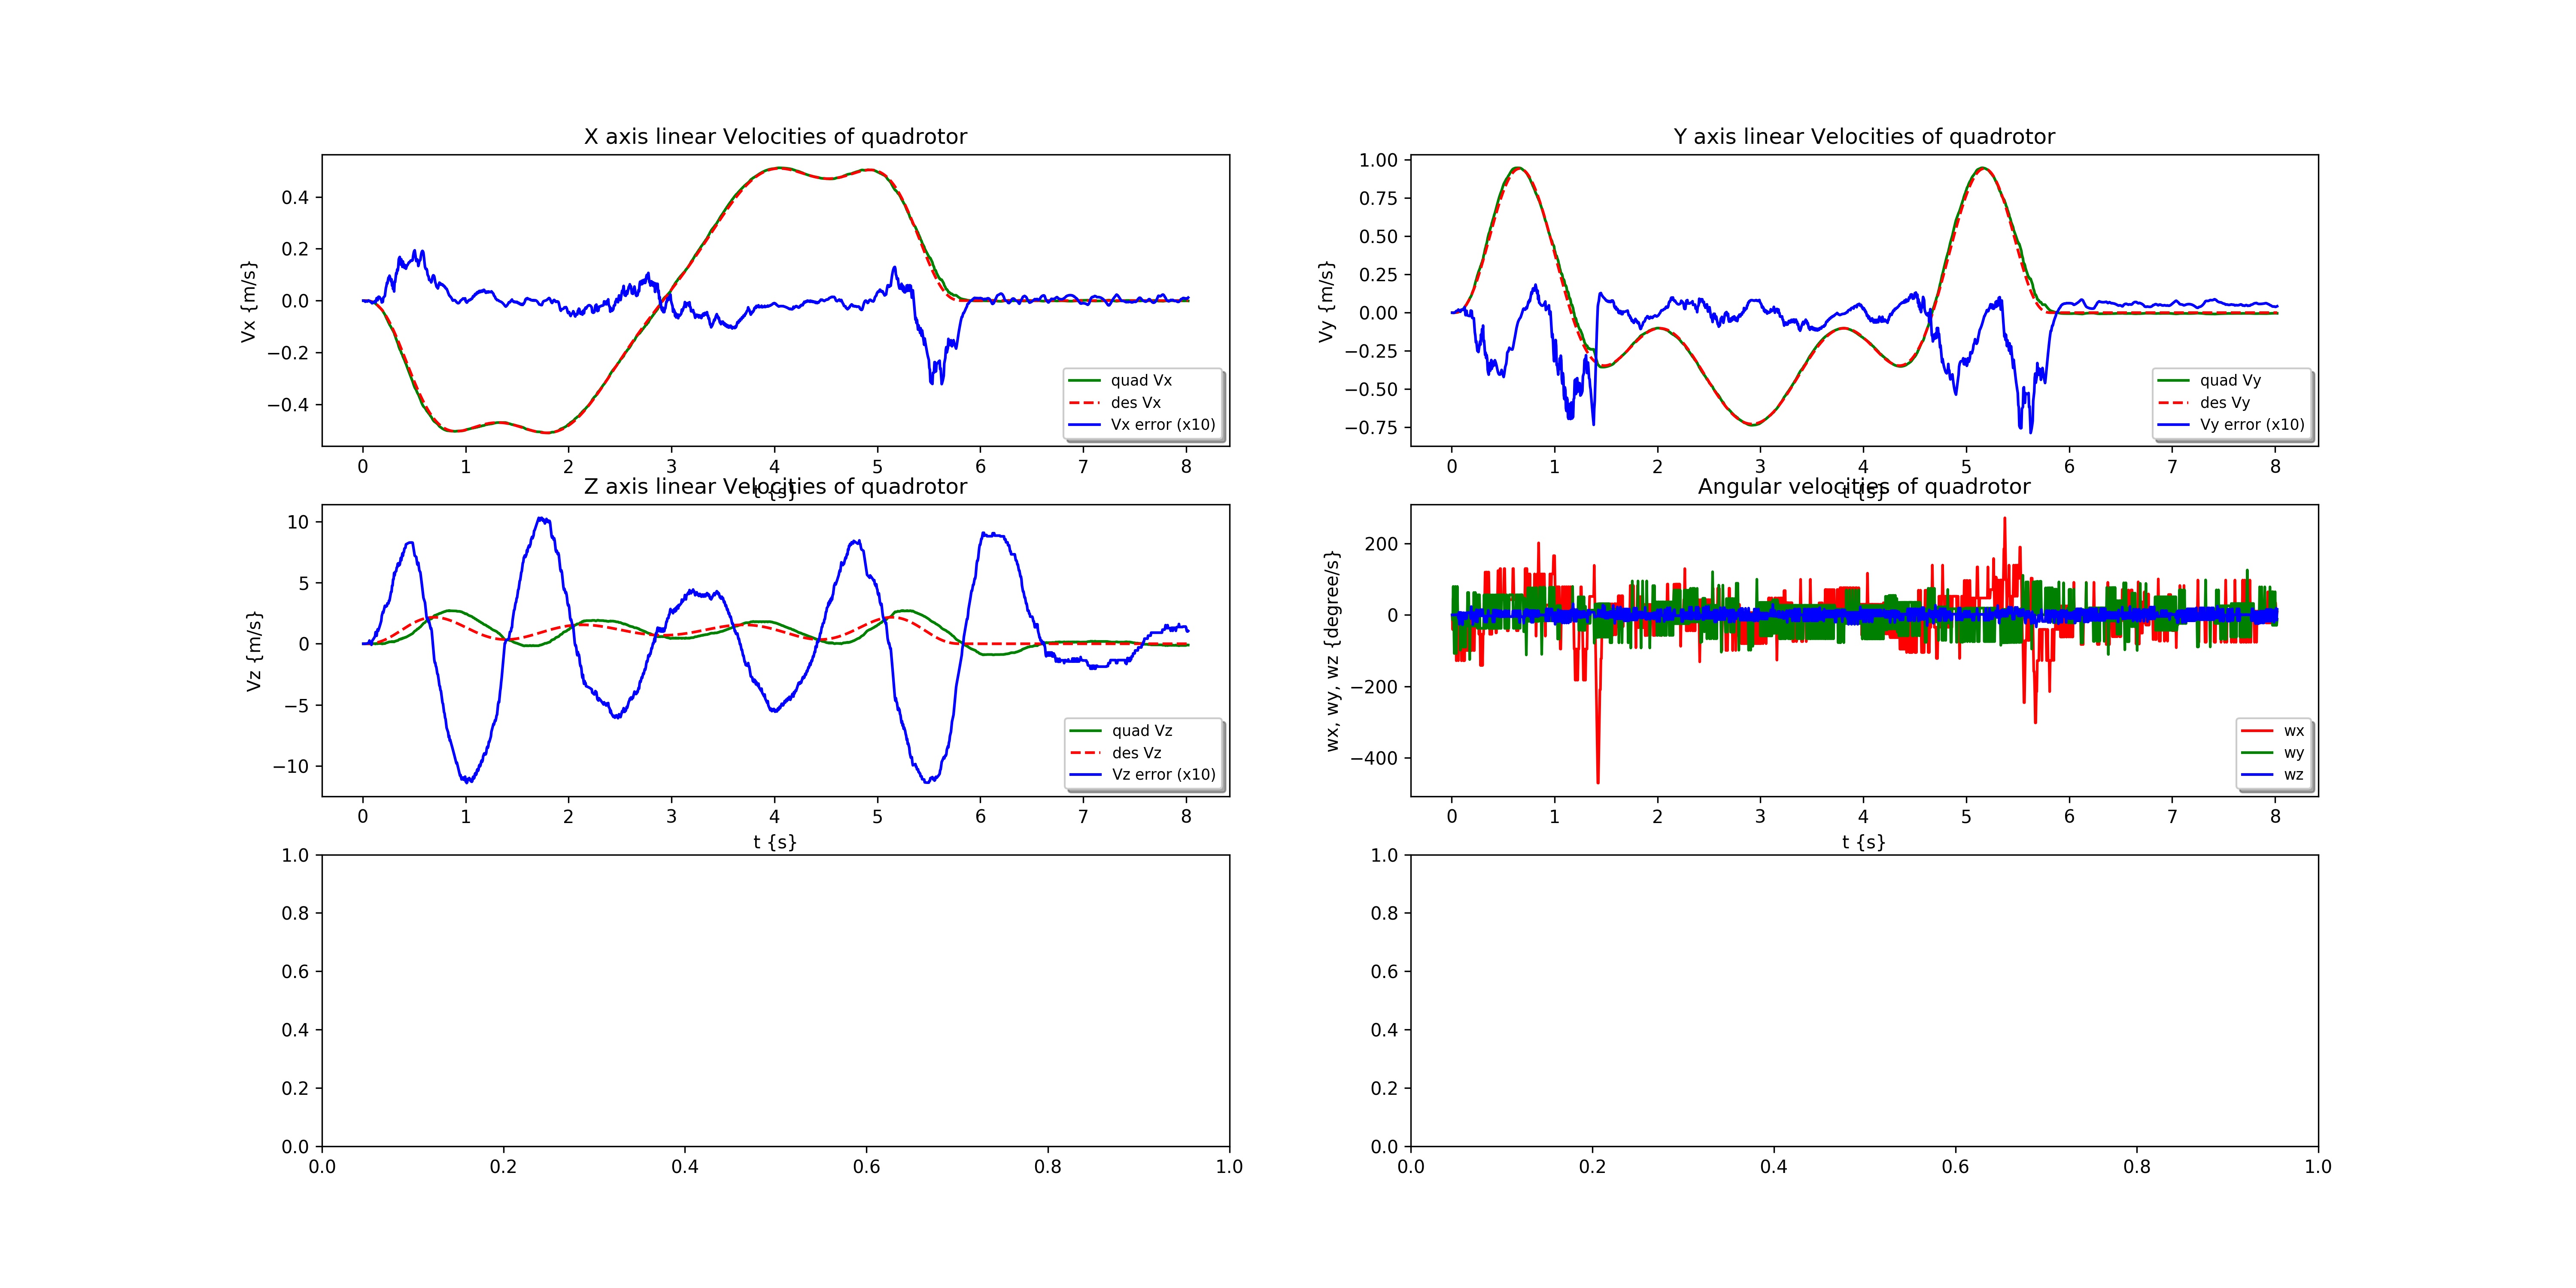 X axis linear Velocities of quadrotor
Vx {m/s}
0.4
0.2
0.0
−0.2
−0.4
quad Vx
des Vx
Vx error (x10)
0 1 2 3 4 5 6 7 8
t {s}
Y axis linear Velocities of quadrotor
Vy {m/s}
1.00
0.75
0.50
0.25
0.00
−0.25
−0.50
−0.75
quad Vy
des Vy
Vy error (x10)
0 1 2 3 4 5 6 7 8
t {s}
Z axis linear Velocities of quadrotor
Vz {m/s}
10
5
0
−5
−10
quad Vz
des Vz
Vz error (x10)
0 1 2 3 4 5 6 7 8
t {s}
Angular velocities of quadrotor
wx, wy, wz {degree/s}
200
0
−200
−400
wx
wy
wz
0 1 2 3 4 5 6 7 8
t {s}
1.0
0.8
0.6
0.4
0.2
0.0
0.0 0.2 0.4 0.6 0.8 1.0
1.0
0.8
0.6
0.4
0.2
0.0
0.0 0.2 0.4 0.6 0.8 1.0